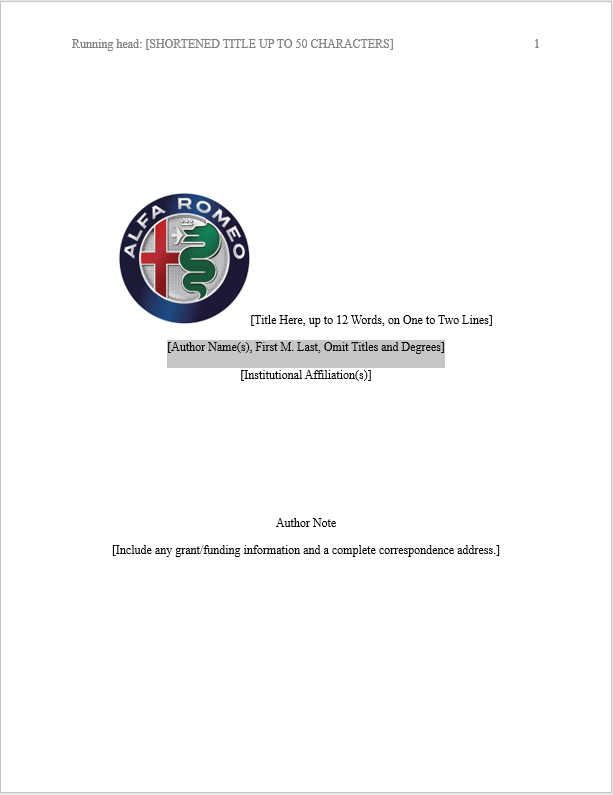 Running head: [SHORTENED TITLE UP TO 50 CHARACTERS] 1
ALFA ROMEO
[Title Here, up to 12 Words, on One to Two Lines]
[Author Name(s), First M. Last, Omit Titles and Degrees]
[Institutional Affiliation(s)]
Author Note
[Include any grant/funding information and a complete correspondence address.]